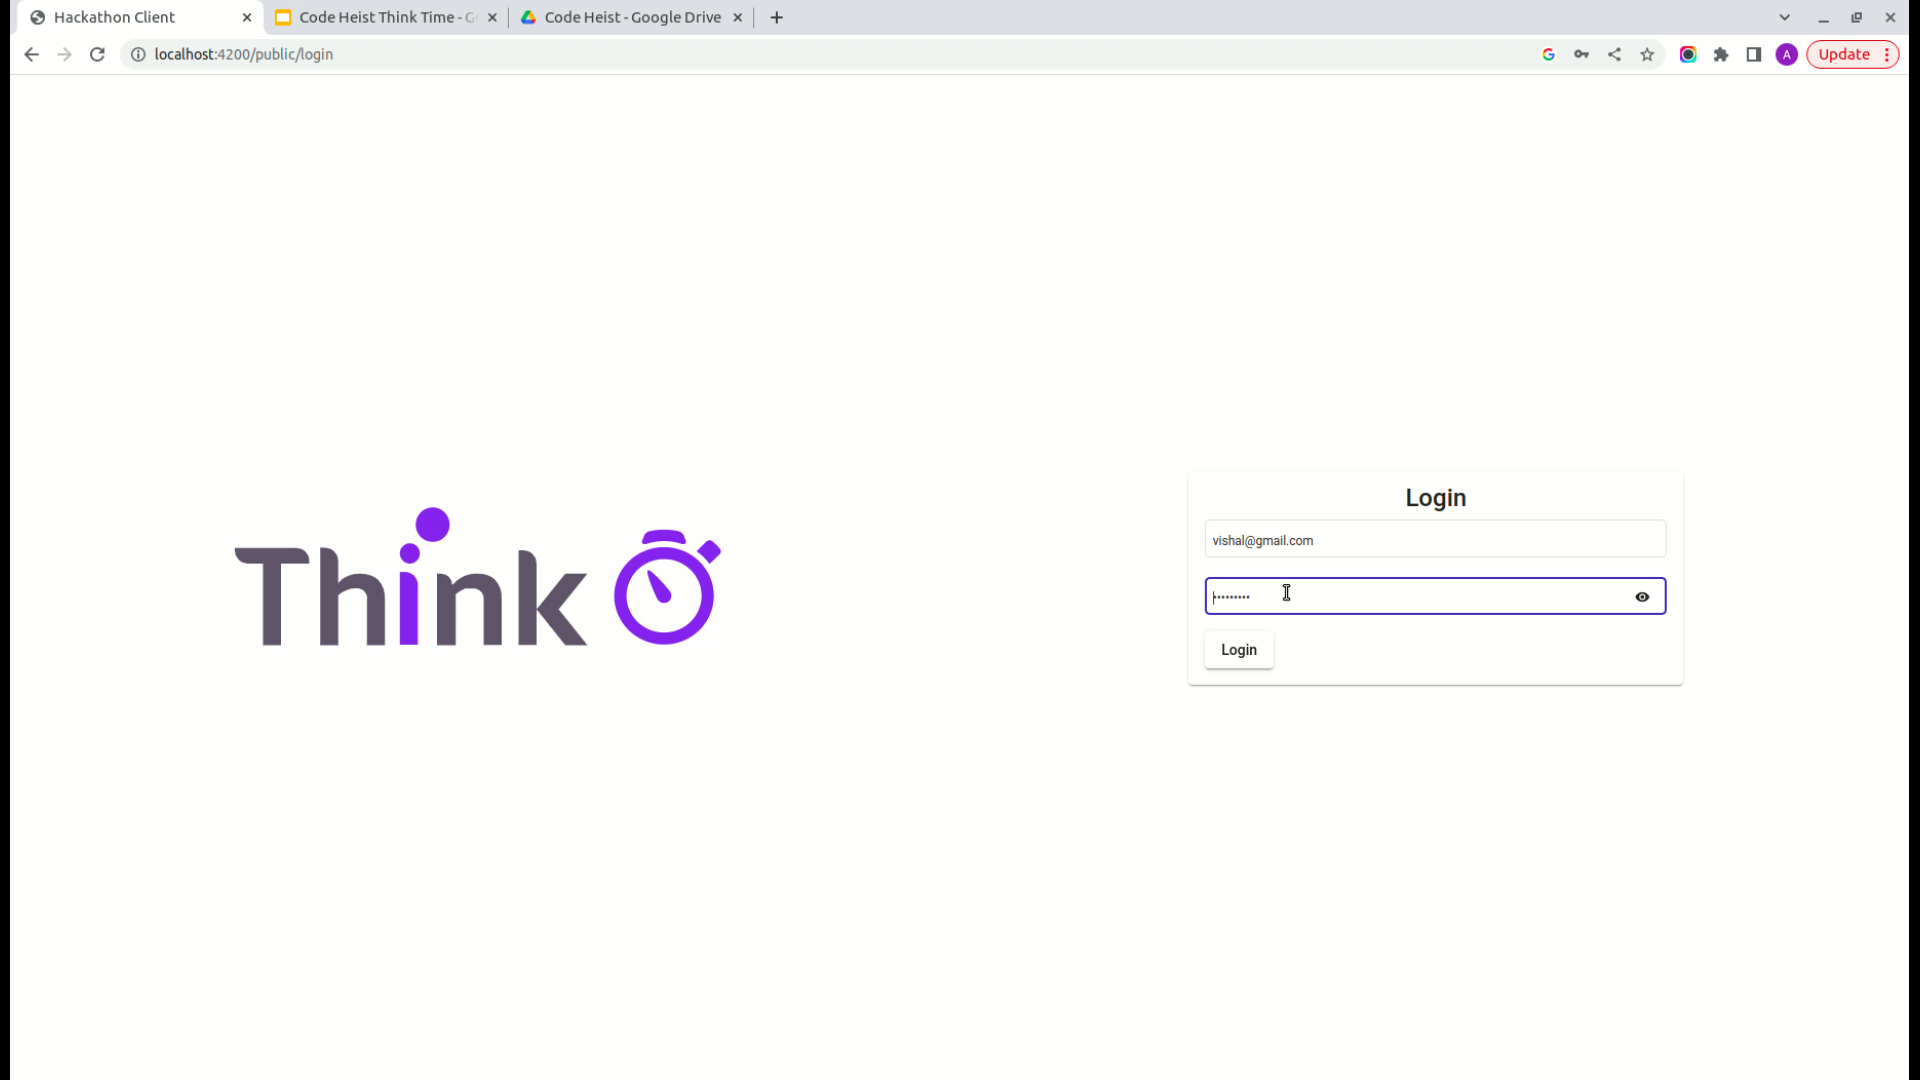 Hackathon Client
Code Heist Think Time - G
Code Heist - Google Drive
localhost:4200/public/login
A
Update
Think
Login
vishal@gmail.com
•••••••••
Login